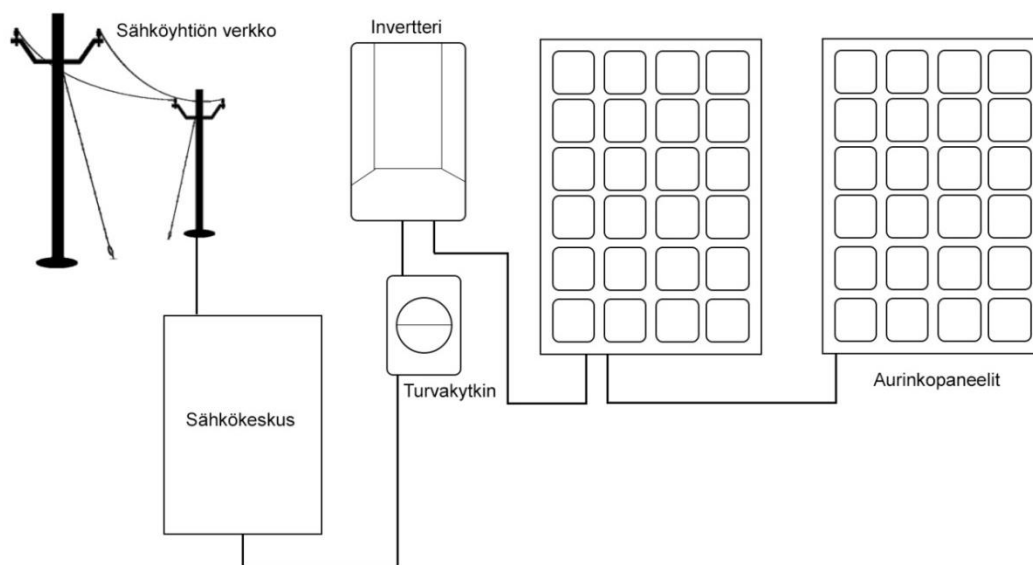 Sähköyhtiön verkko
Invertteri
Turvakytkin
Aurinkopaneelit
Sähkökeskus